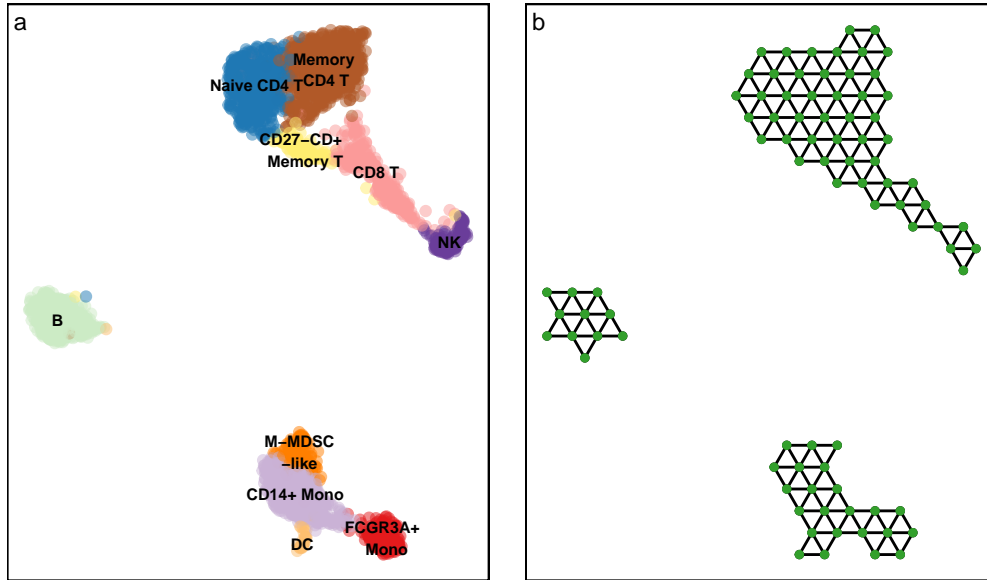 a
b
Memory
Naive CD4 T
CD4 T
CD27−CD+
Memory T
CD8 T
NK
B
M−MDSC
−like
CD14+ Mono
FCGR3A+
DC
Mono